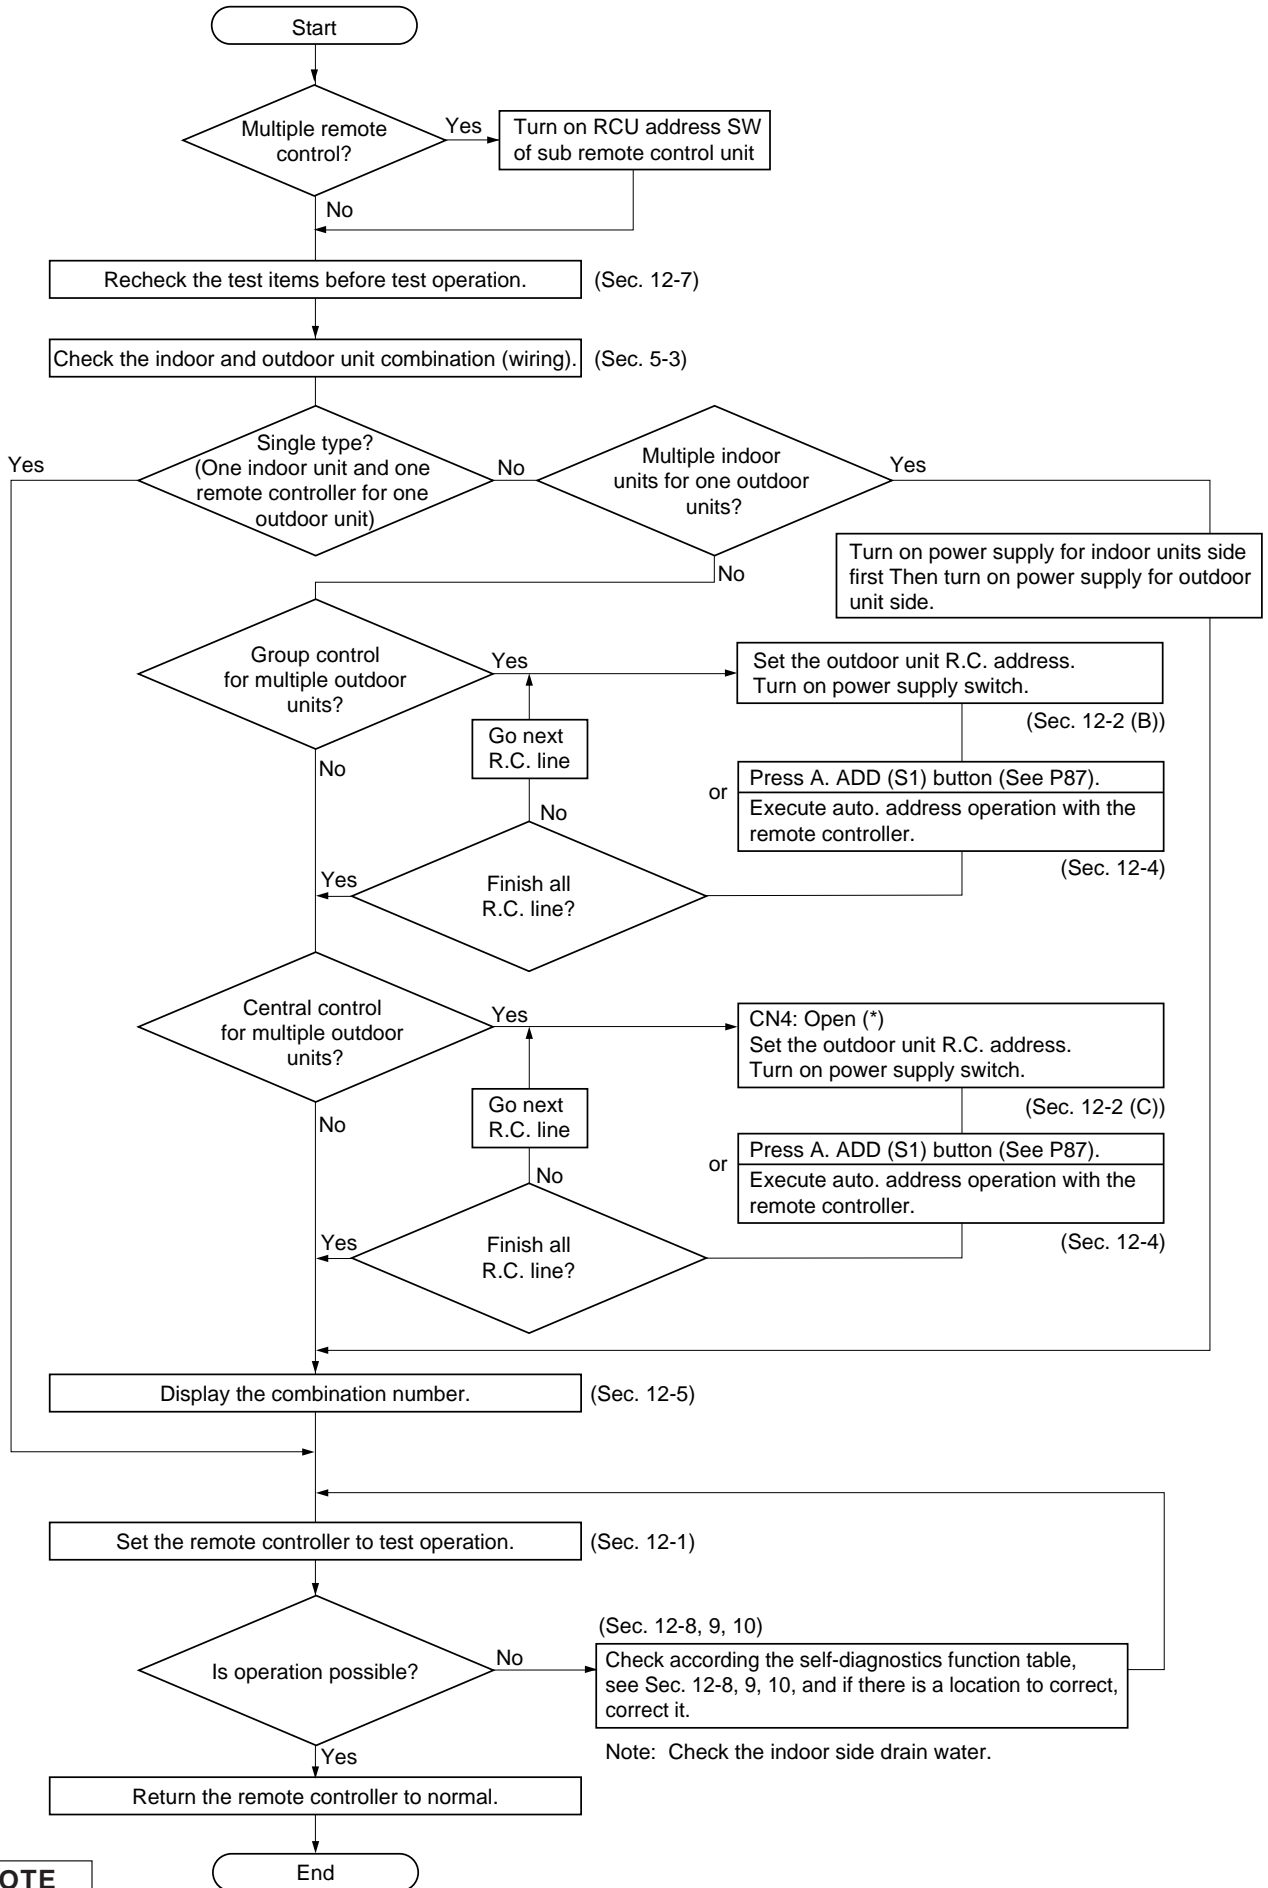 Start
Multiple remote
control?
Yes
Turn on RCU address SW
of sub remote control unit
No
Recheck the test items before test operation.
(Sec. 12-7)
Check the indoor and outdoor unit combination (wiring).
(Sec. 5-3)
Yes
Single type?
(One indoor unit and one
remote controller for one
outdoor unit)
No
Multiple indoor
units for one outdoor
units?
Yes
Turn on power supply for indoor units side
first Then turn on power supply for outdoor
unit side.
No
Group control
for multiple outdoor
units?
Yes
Set the outdoor unit R.C. address.
Turn on power supply switch.
(Sec. 12-2 (B))
Go next
R.C. line
No
or
Press A. ADD (S1) button (See P87).
Execute auto. address operation with the
remote controller.
(Sec. 12-4)
No
Yes
Finish all
R.C. line?
Central control
for multiple outdoor
units?
Yes
CN4: Open (*)
Set the outdoor unit R.C. address.
Turn on power supply switch.
(Sec. 12-2 (C))
Go next
R.C. line
No
or
Press A. ADD (S1) button (See P87).
Execute auto. address operation with the
remote controller.
(Sec. 12-4)
No
Yes
Finish all
R.C. line?
Display the combination number.
(Sec. 12-5)
Set the remote controller to test operation.
(Sec. 12-1)
Is operation possible?
No
(Sec. 12-8, 9, 10)
Check according the self-diagnostics function table,
see Sec. 12-8, 9, 10, and if there is a location to correct,
correct it.
Note: Check the indoor side drain water.
Yes
Return the remote controller to normal.
End
OTE